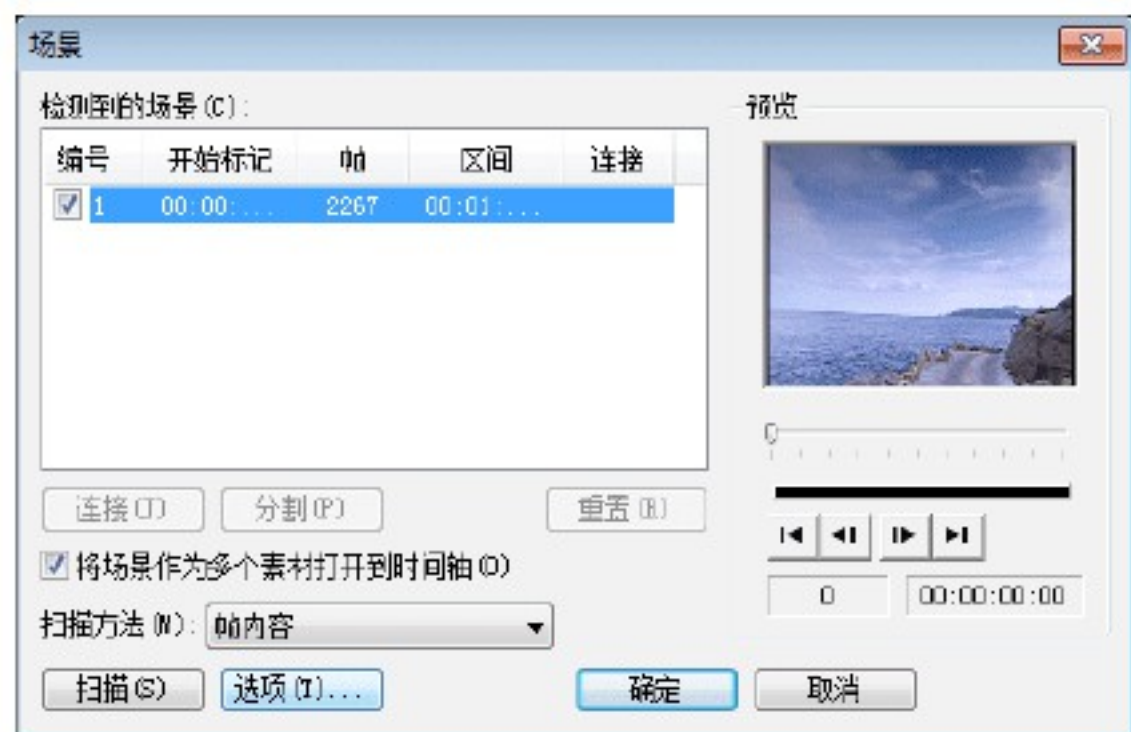 场景
检测到的场景(C):
编号 开始标记 帧 区间 连接
1 00:00:... 2267 00:01:...
连接(J) 分割(P) 重置(R)
将场景作为多个素材打开到时间轴(O)
扫描方法(M): 帧内容
扫描(S) 选项(T)... 确定 取消
预览
0 00:00:00:00